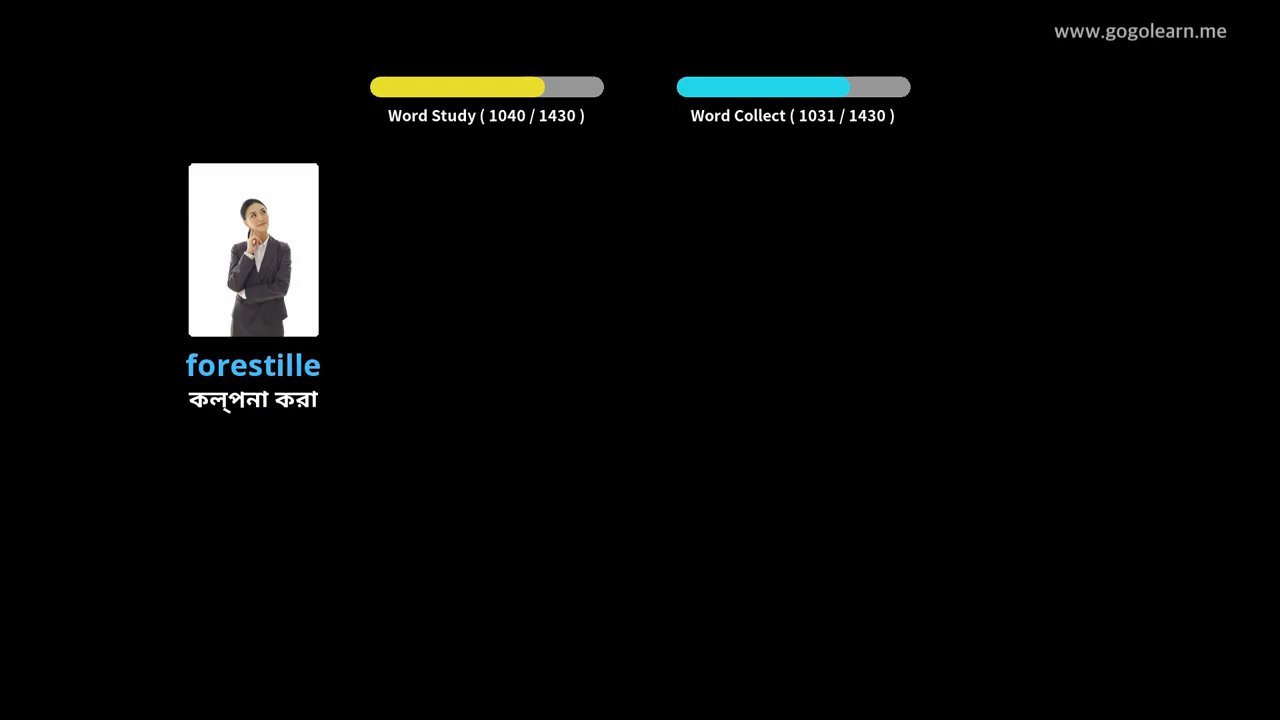 www.gogolearn.me
Word Study ( 1040 / 1430 )
Word Collect ( 1031 / 1430 )
forestille
কল্পনা করা